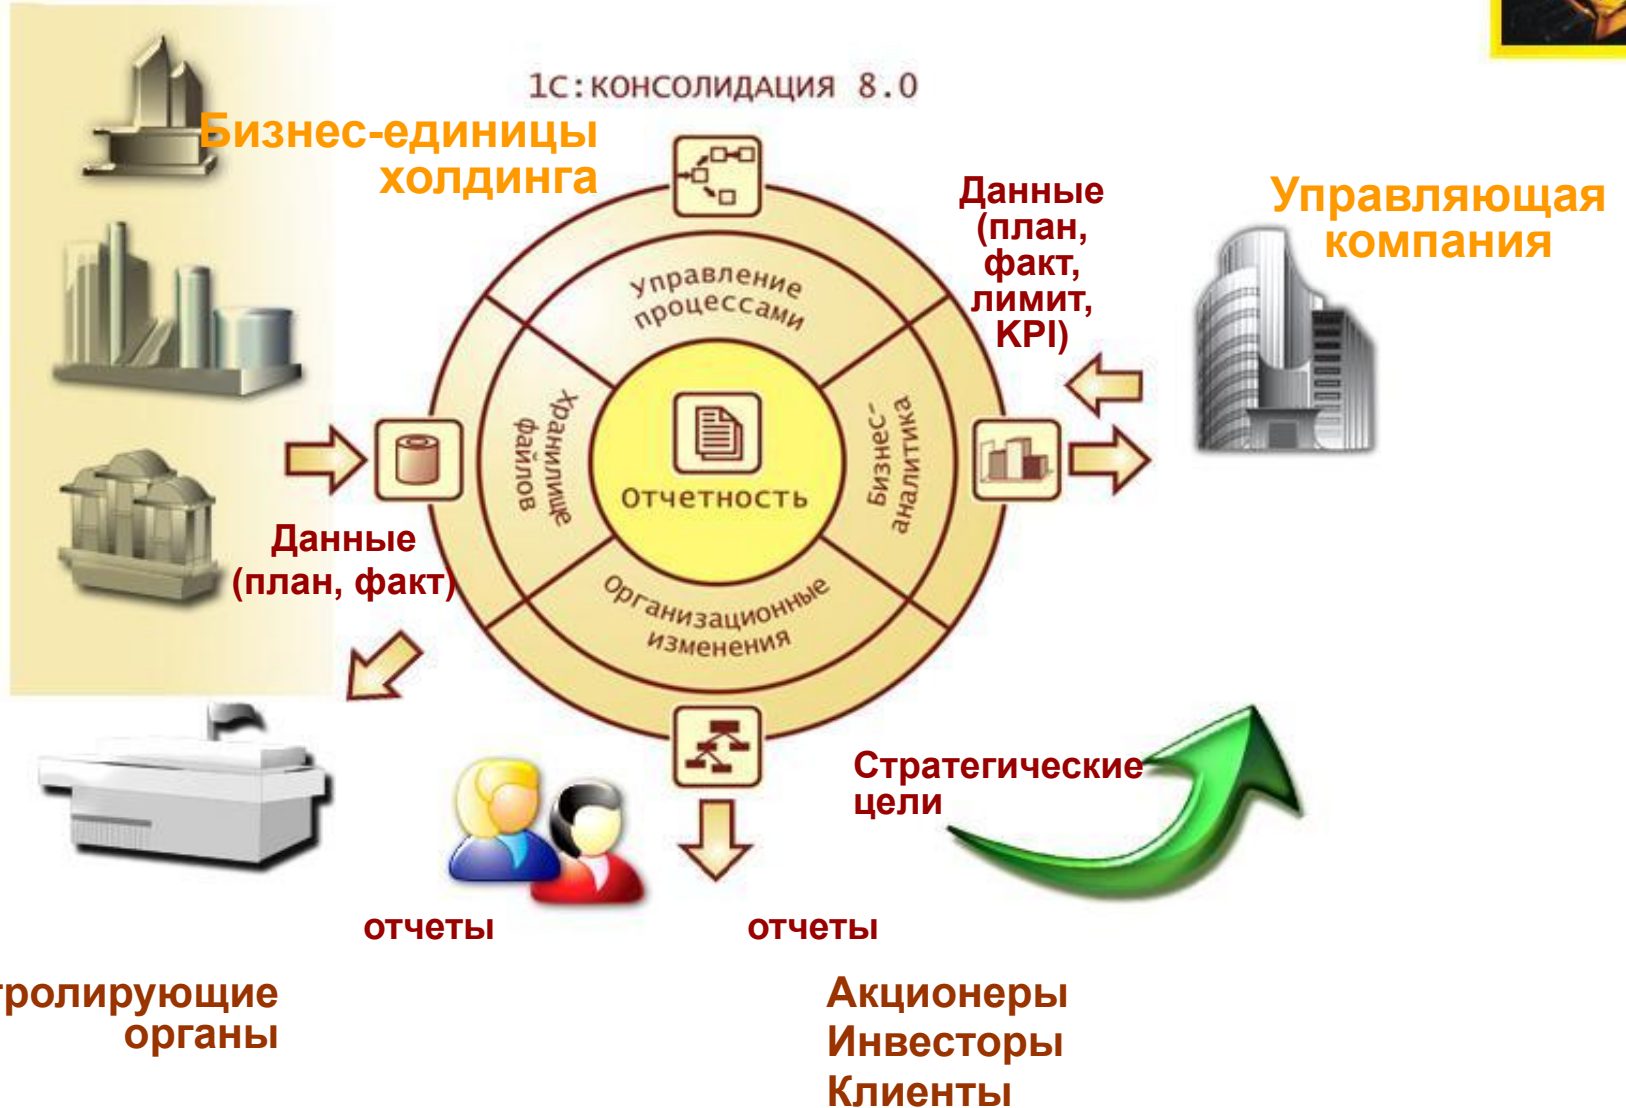 1С:КОНСОЛИДАЦИЯ 8.0
Бизнес-единицы
холдинга
Данные
(план,
факт,
лимит,
KPI)
Управляющая
компания
Управление
процессами
Хранилище
файлов
Бизнес-
аналитика
Отчетность
Организационные
изменения
Данные
(план, факт)
Стратегические
цели
отчеты
отчеты
тролирующие
органы
Акционеры
Инвесторы
Клиенты